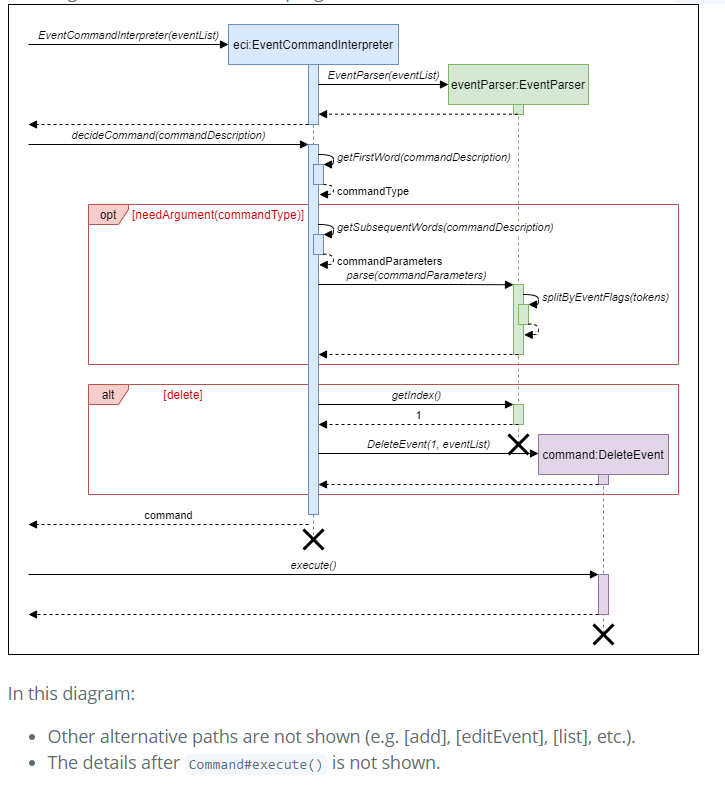 EventCommandInterpreter(eventList)
eci:EventCommandInterpreter
EventParser(eventList)
eventParser:EventParser
decideCommand(commandDescription)
getFirstWord(commandDescription)
commandType
opt
[needArgument(commandType)]
getSubsequentWords(commandDescription)
commandParameters
parse(commandParameters)
splitByEventFlags(tokens)
alt
[delete]
getIndex()
1
DeleteEvent(1, eventList)
command:DeleteEvent
command
execute()
In this diagram:
• Other alternative paths are not shown (e.g. [add], [editEvent], [list], etc.).
• The details after Command#execute() is not shown.